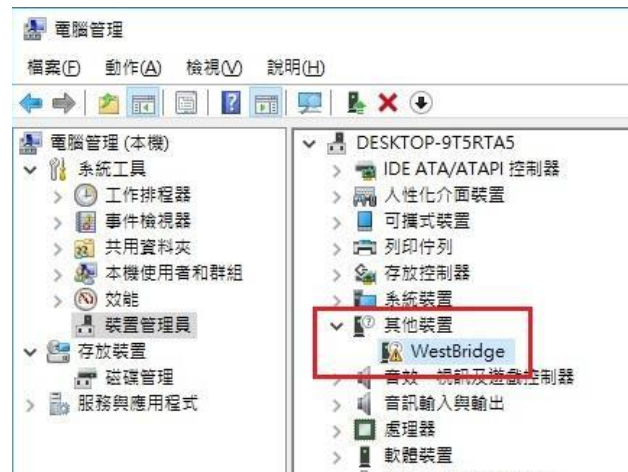 電腦管理
檔案(F) 動作(A) 檢視(V) 說明(H)
電腦管理 (本機)
系統工具
工作排程器
事件檢視器
共用資料夾
本機使用者和群組
效能
裝置管理員
存放裝置
磁碟管理
服務與應用程式
DESKTOP-9T5RTA5
IDE ATA/ATAPI 控制器
人性化介面裝置
可攜式裝置
列印佇列
存放控制器
系統裝置
其他裝置
WestBridge
音效、視訊及遊戲控制器
音訊輸入與輸出
處理器
軟體裝置